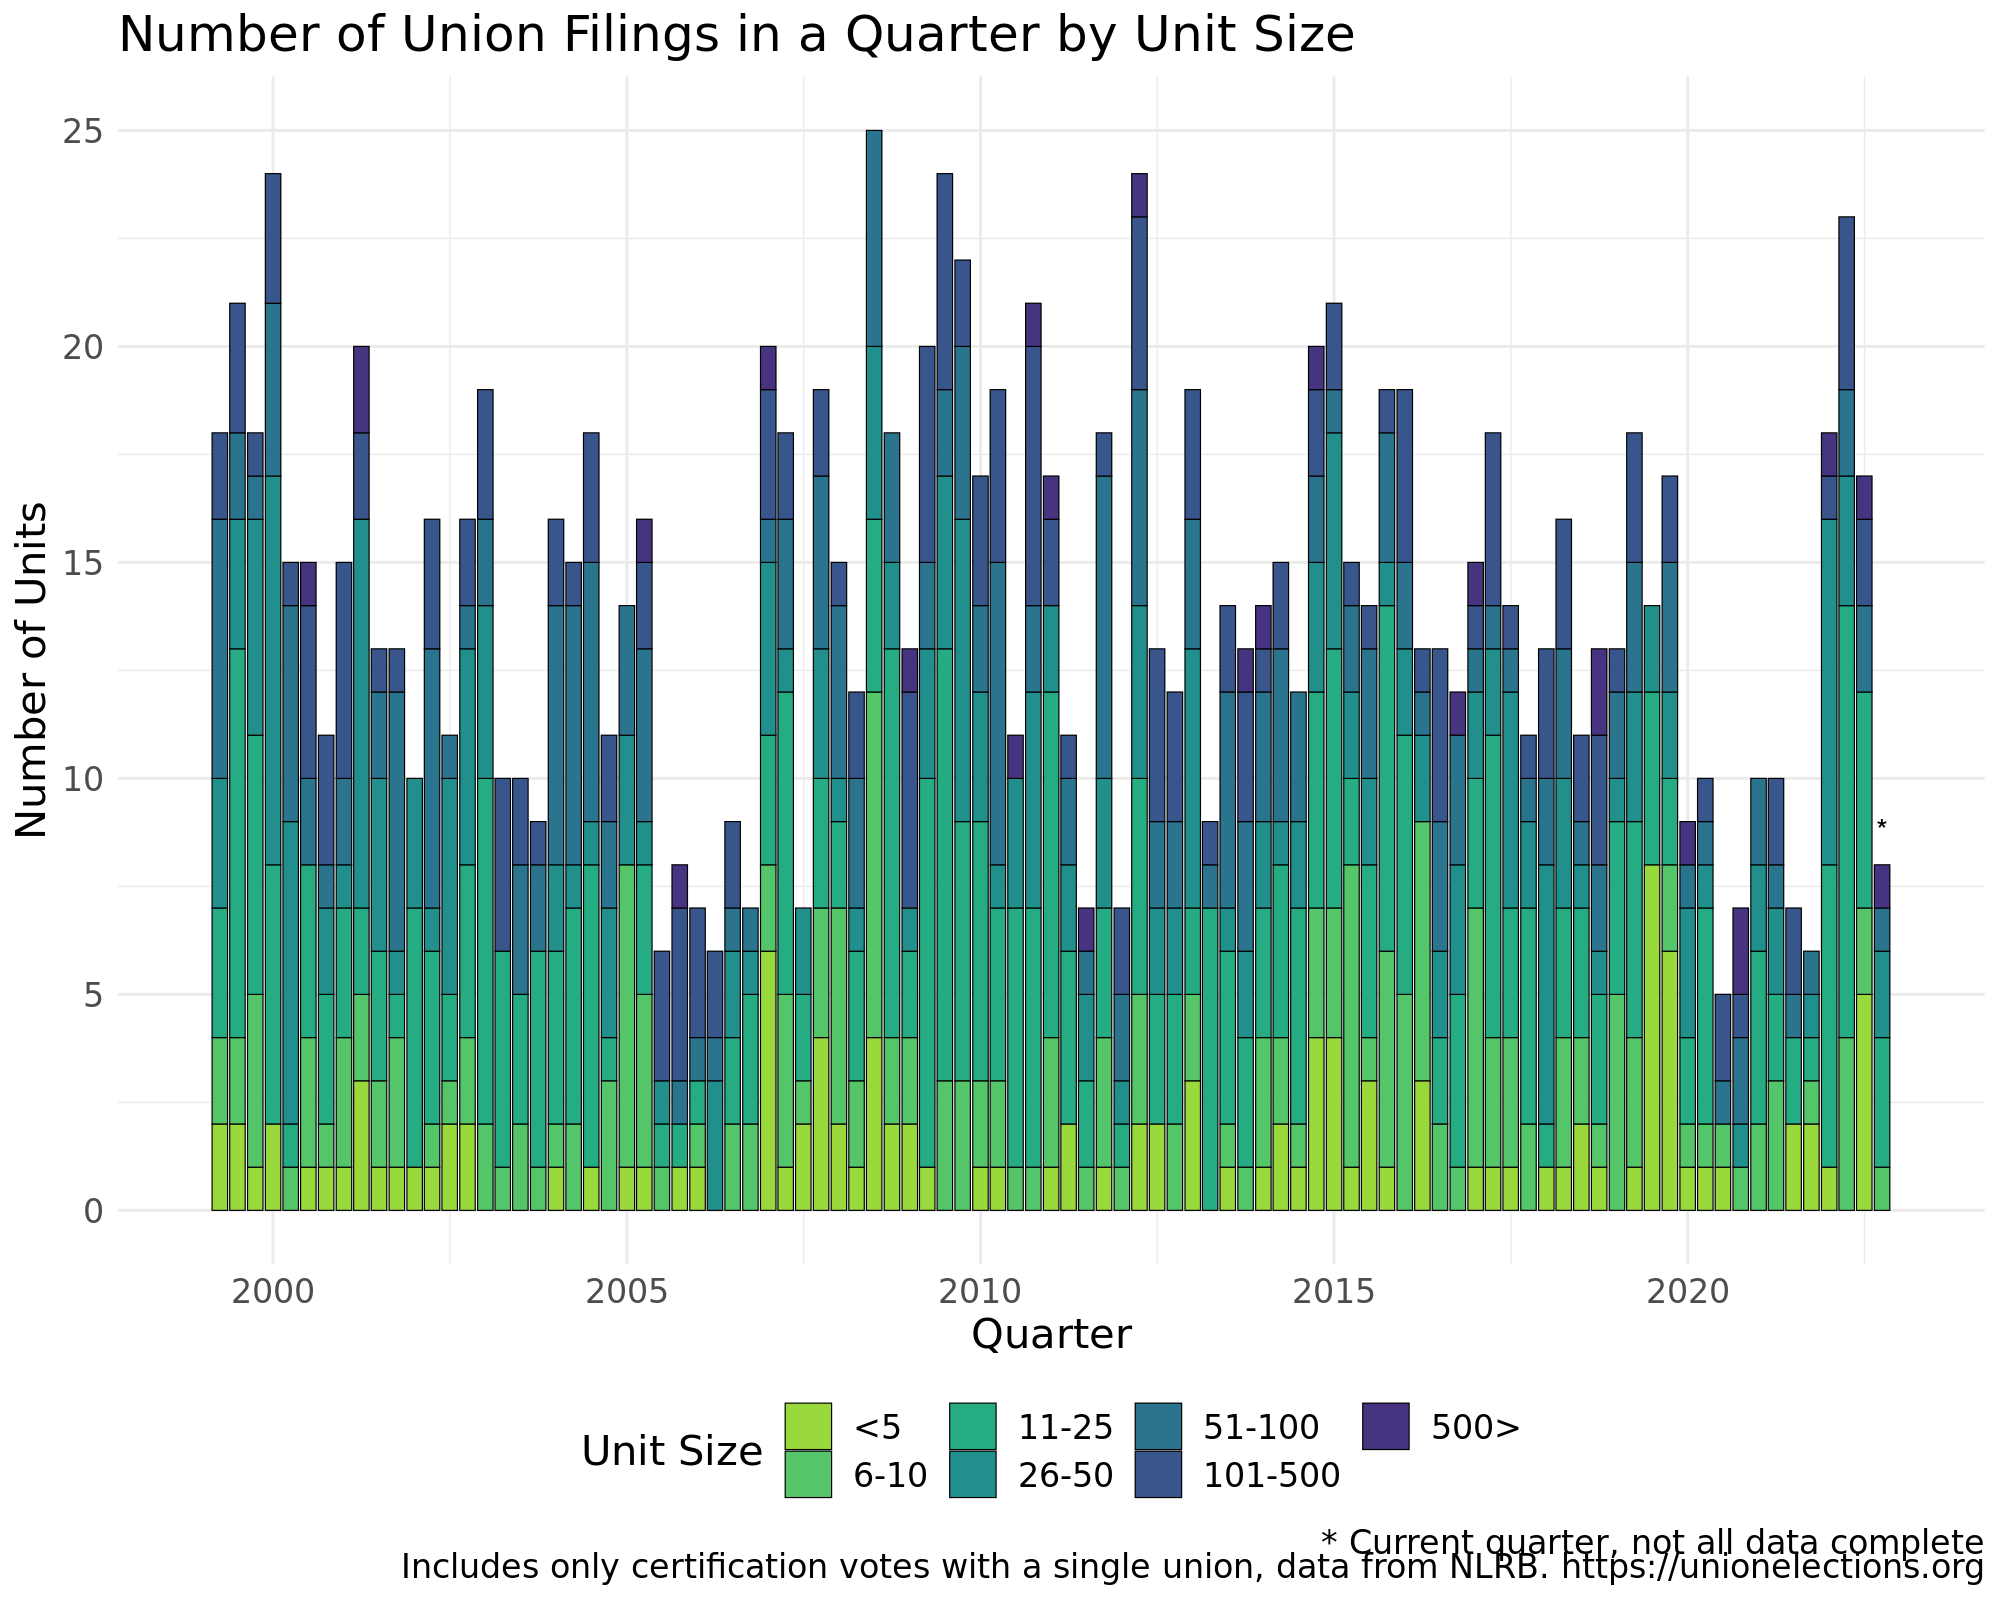 Number of Union Filings in a Quarter by Unit Size
25
20
15
10
5
0
Number of Units
*
2000 2005 2010 2015 2020
Quarter
Unit Size
<5 11-25 51-100 500>
6-10 26-50 101-500
* Current quarter, not all data complete
Includes only certification votes with a single union, data from NLRB. https://unionelections.org